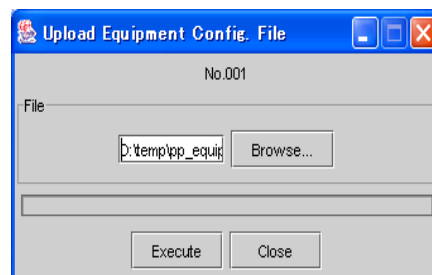 Upload Equipment Config. File
No.001
File
D:\temp\pp_equip
Browse...
Execute
Close